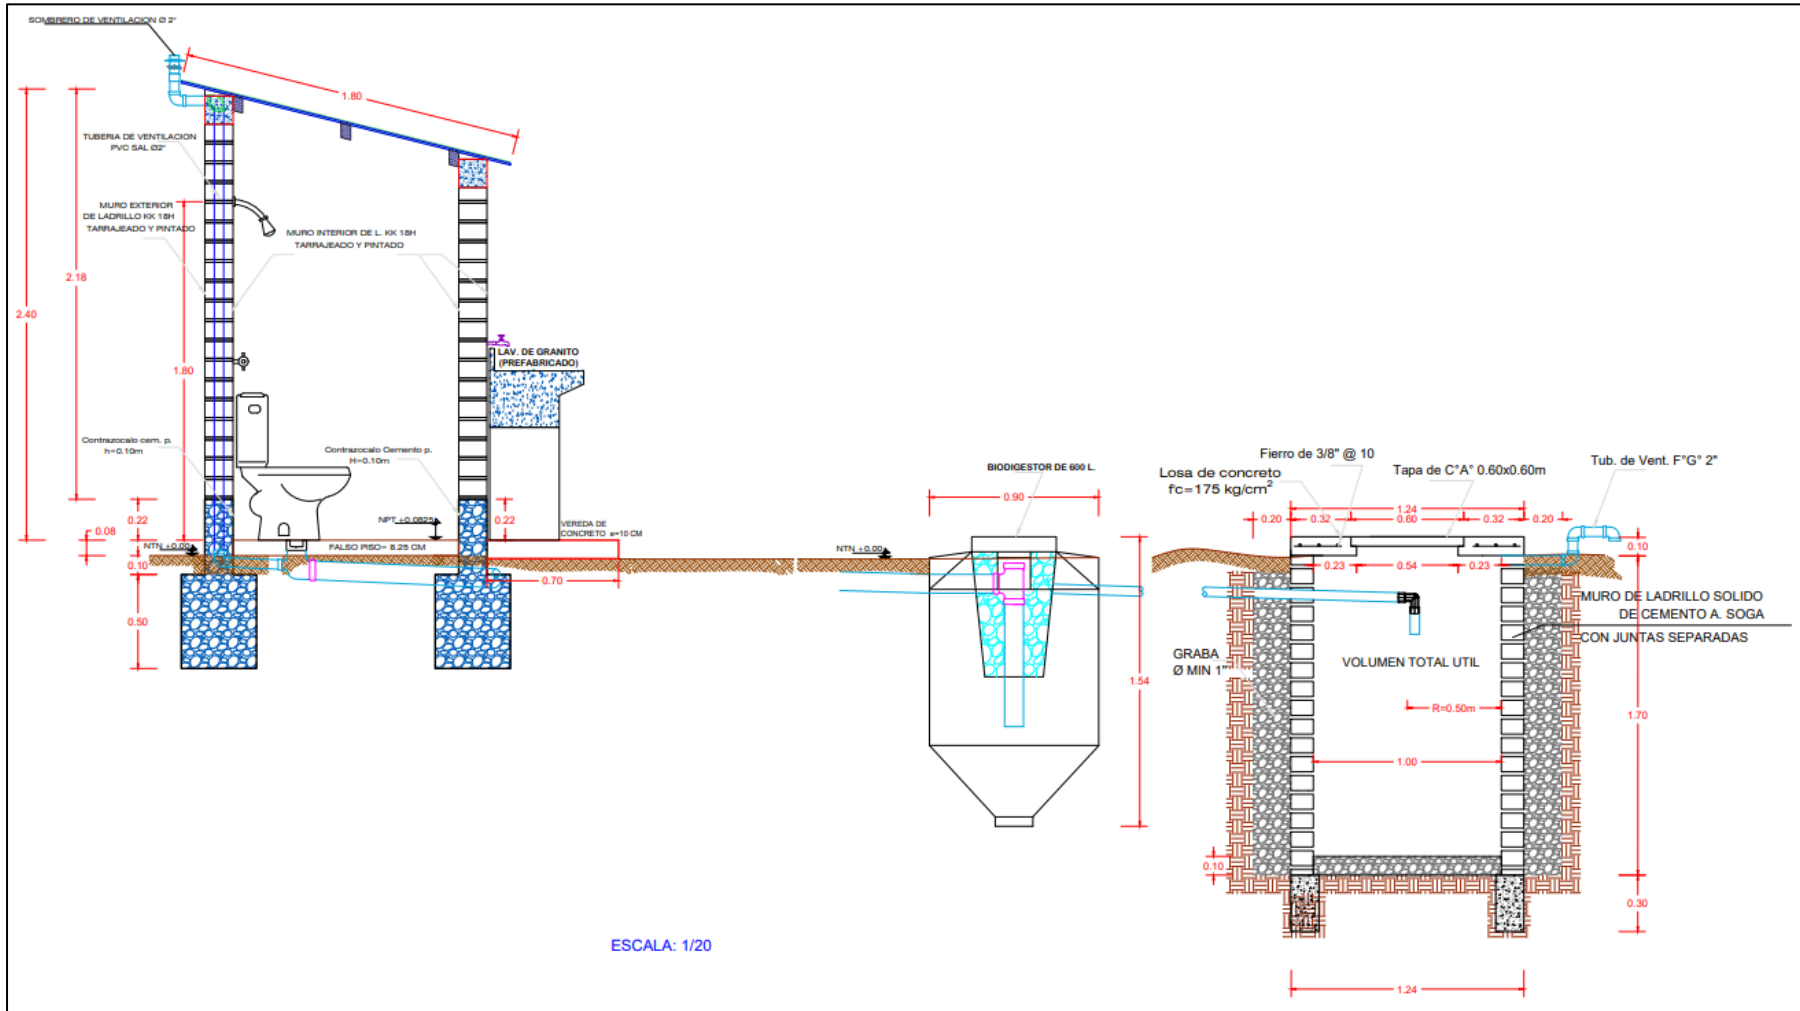 SOMBRERO DE VENTILACION Ø 2"
1.80
TUBERIA DE VENTILACION
PVC SAL Ø2"
MURO EXTERIOR
DE LADRILLO KK 18H
TARRAJEADO Y PINTADO
MURO INTERIOR DE L. KK 18H
TARRAJEADO Y PINTADO
2.18
2.40
1.80
LAV. DE GRANITO
(PREFABRICADO)
Contrazocalo cem. p.
h=0.10m
Contrazocalo Cemento p.
H=0.10m
0.22
0.08
0.10
0.50
NTN +0.00
NPT +0.0825
FALSO PISO= 8.25 CM
0.22
VEREDA DE
CONCRETO e=10 CM
0.70
BIODIGESTOR DE 600 L.
0.90
NTN +0.00
1.54
Fierro de 3/8" @ 10
Losa de concreto
f'c=175 kg/cm²
Tapa de C°A° 0.60x0.60m
Tub. de Vent. F°G° 2"
1.24
0.20
0.32
0.60
0.32
0.20
0.10
0.23
0.54
0.23
MURO DE LADRILLO SOLIDO
DE CEMENTO A. SOGA
CON JUNTAS SEPARADAS
GRABA
Ø MIN 1"
VOLUMEN TOTAL UTIL
R=0.50m
1.70
1.00
0.10
0.30
1.24
ESCALA: 1/20